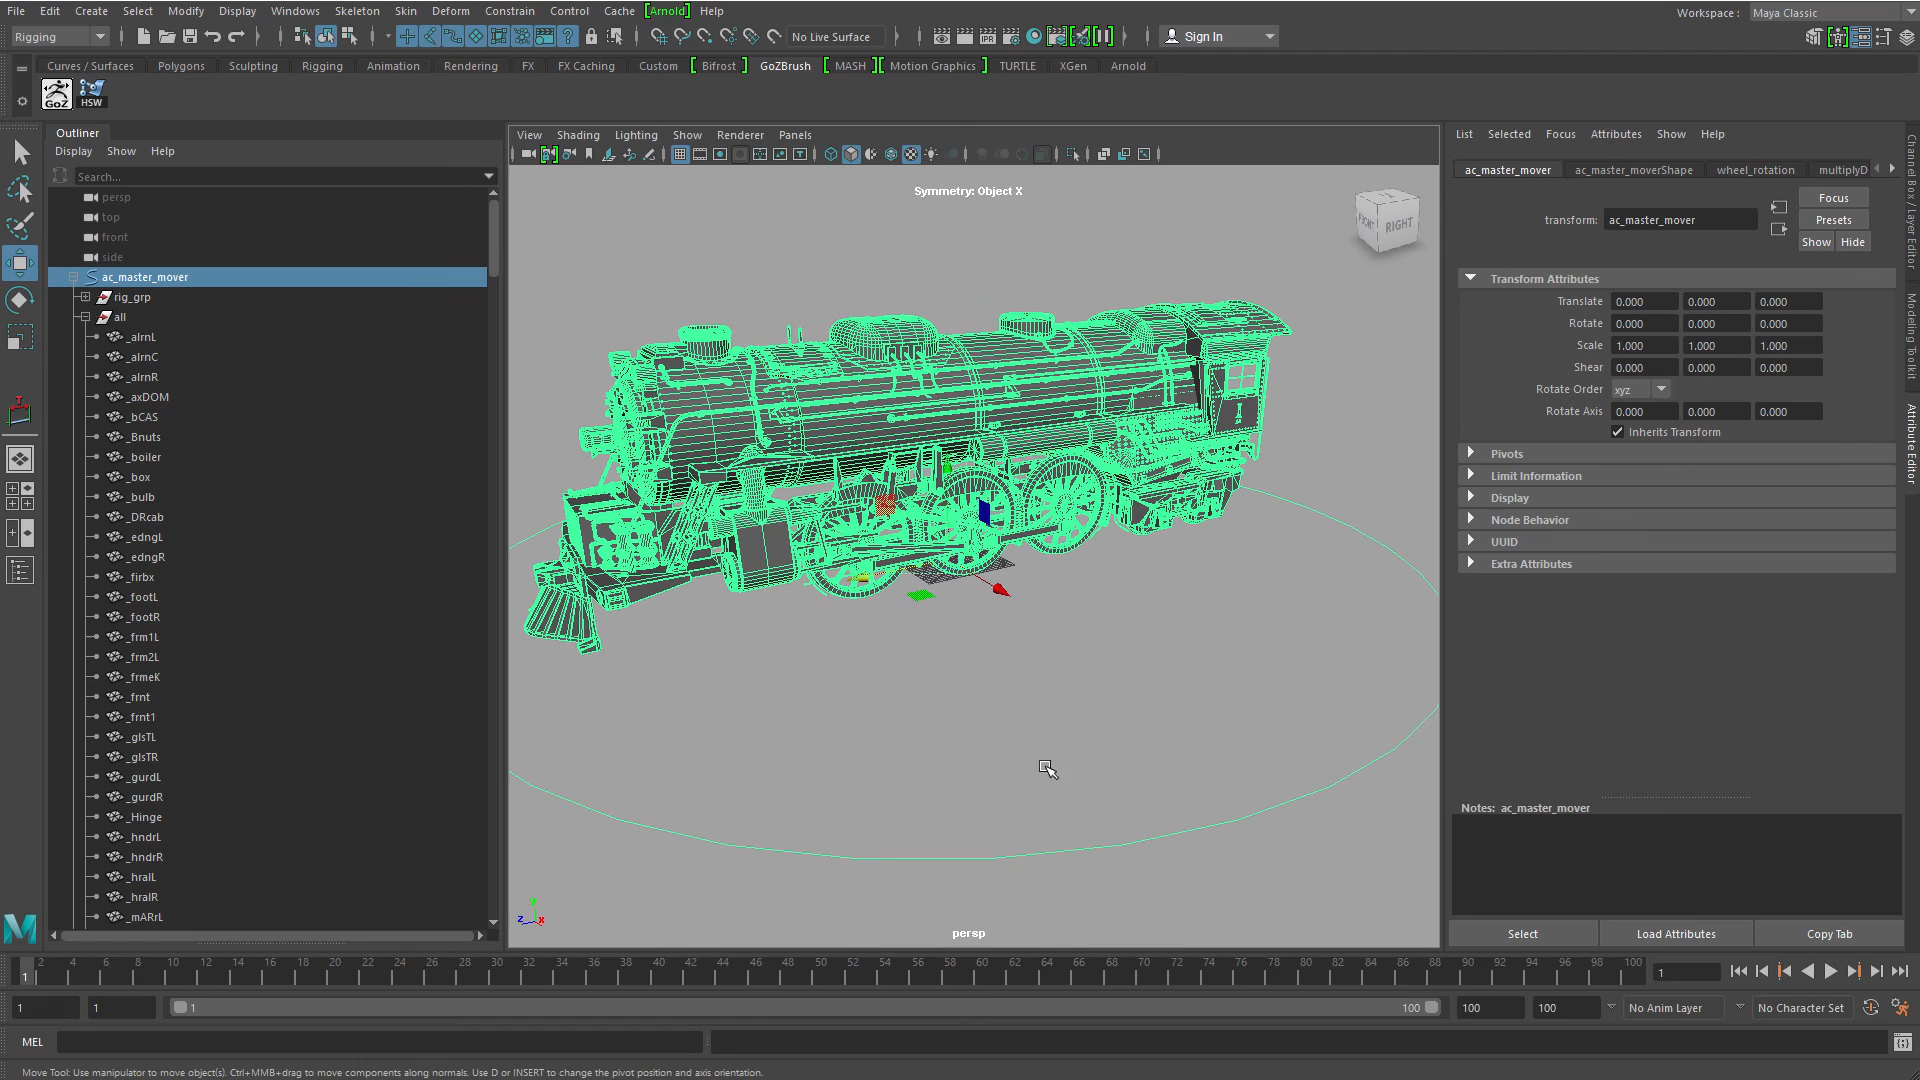 File Edit Create Select Modify Display Windows Skeleton Skin Deform Constrain Control Cache [Arnold] Help
Workspace : Maya Classic
Rigging
No Live Surface
Sign In
Curves / Surfaces Polygons Sculpting Rigging Animation Rendering FX FX Caching Custom Bifrost GoZBrush MASH Motion Graphics TURTLE XGen Arnold
GoZ
HSW
Outliner
Display Show Help
Search...
persp
top
front
side
ac_master_mover
rig_grp
all
_alrnL
_alrnC
_alrnR
_axDOM
_bCAS
_Bnuts
_boiler
_box
_bulb
_DRcab
_edngL
_edngR
_firbx
_footL
_footR
_frm1L
_frm2L
_frmeK
_frnt
_frnt1
_glsTL
_glsTR
_gurdL
_gurdR
_Hinge
_hndrL
_hndrR
_hralL
_hralR
_mARrL
View Shading Lighting Show Renderer Panels
Symmetry: Object X
FRONT RIGHT
1
persp
y
z x
List Selected Focus Attributes Show Help
ac_master_mover ac_master_moverShape wheel_rotation multiplyD
Focus
transform: ac_master_mover
Presets
Show Hide
Transform Attributes
Translate 0.000 0.000 0.000
Rotate 0.000 0.000 0.000
Scale 1.000 1.000 1.000
Shear 0.000 0.000 0.000
Rotate Order xyz
Rotate Axis 0.000 0.000 0.000
Inherits Transform
Pivots
Limit Information
Display
Node Behavior
UUID
Extra Attributes
Notes: ac_master_mover
Select Load Attributes Copy Tab
Channel Box / Layer Editor
Modeling Toolkit
Attribute Editor
1 2 4 6 8 10 12 14 16 18 20 22 24 26 28 30 32 34 36 38 40 42 44 46 48 50 52 54 56 58 60 62 64 66 68 70 72 74 76 78 80 82 84 86 88 90 92 94 96 98 100
1
1 1 1 100 100 100 No Anim Layer No Character Set
MEL
Move Tool: Use manipulator to move object(s). Ctrl+MMB+drag to move components along normals. Use D or INSERT to change the pivot position and axis orientation.